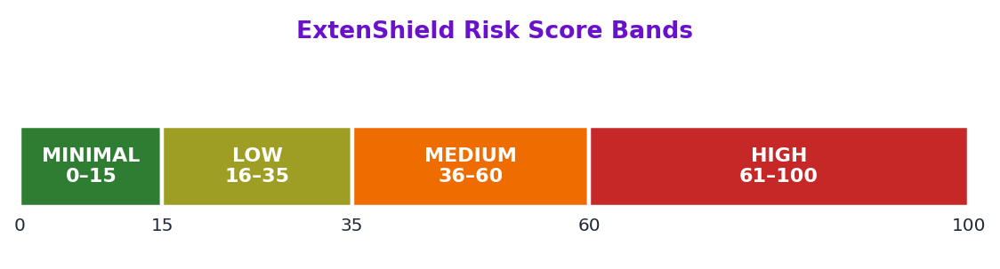 ExtenShield Risk Score Bands
MINIMAL
0–15
LOW
16–35
MEDIUM
36–60
HIGH
61–100
0
15
35
60
100